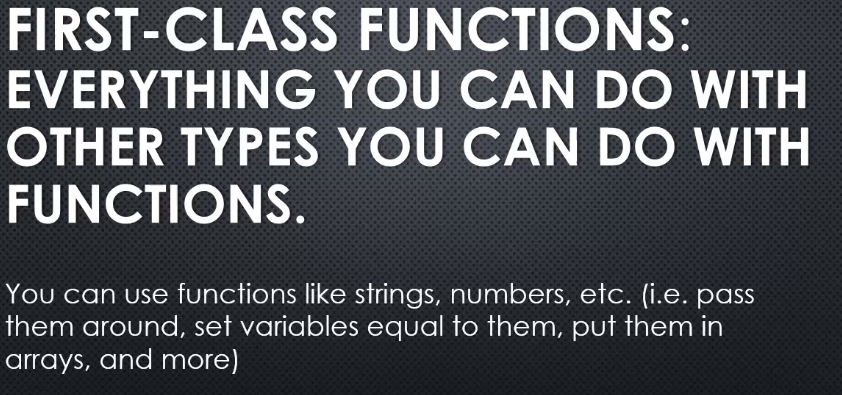 FIRST-CLASS FUNCTIONS:
EVERYTHING YOU CAN DO WITH
OTHER TYPES YOU CAN DO WITH
FUNCTIONS.
You can use functions like strings, numbers, etc. (i.e. pass
them around, set variables equal to them, put them in
arrays, and more)